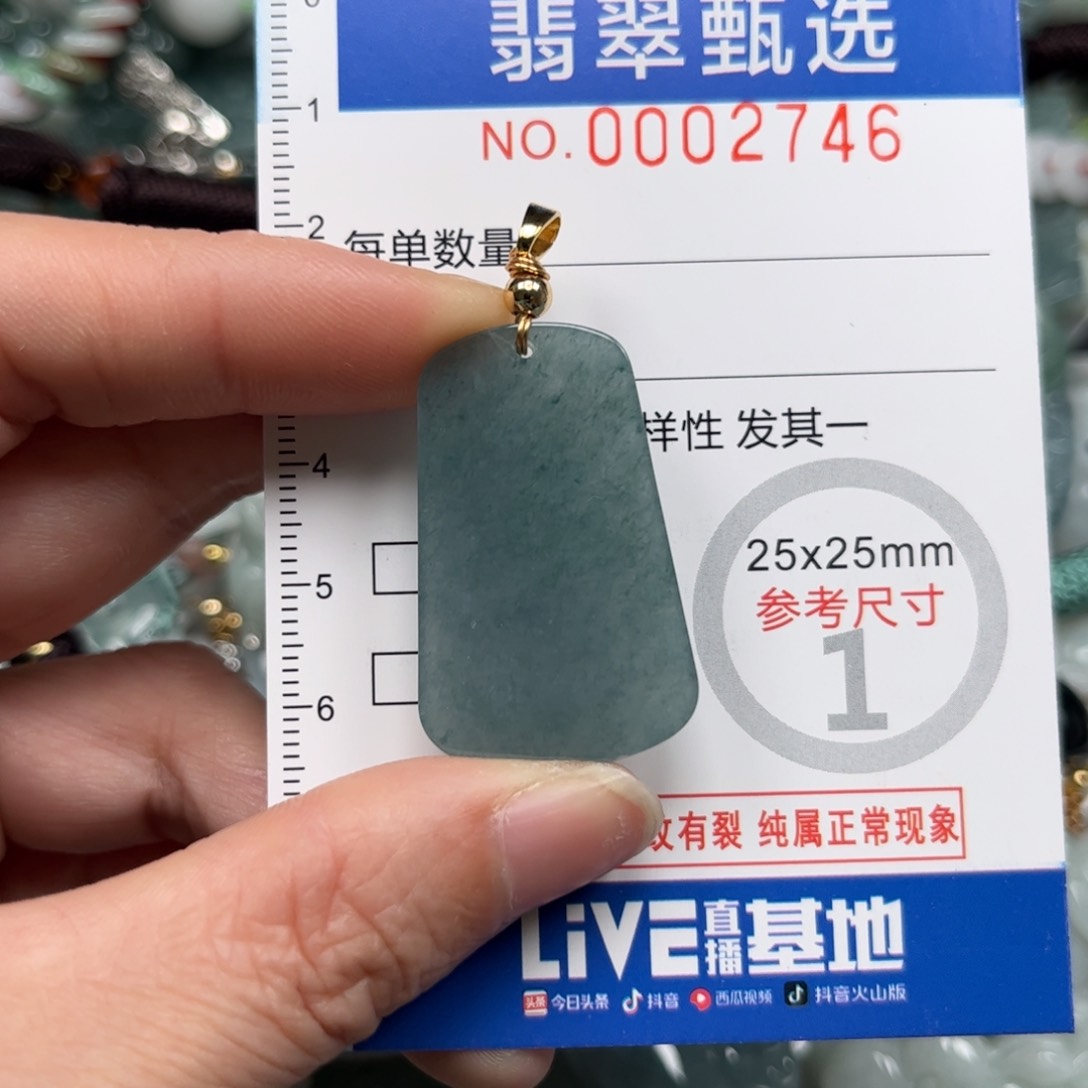 0
翡翠甄选
1
NO.0002746
2
每单数量
4
样性 发其一
5
25x25mm
参考尺寸
1
6
纹有裂 纯属正常现象
LiVE直播基地
头条 今日头条 抖音 西瓜视频 抖音火山版